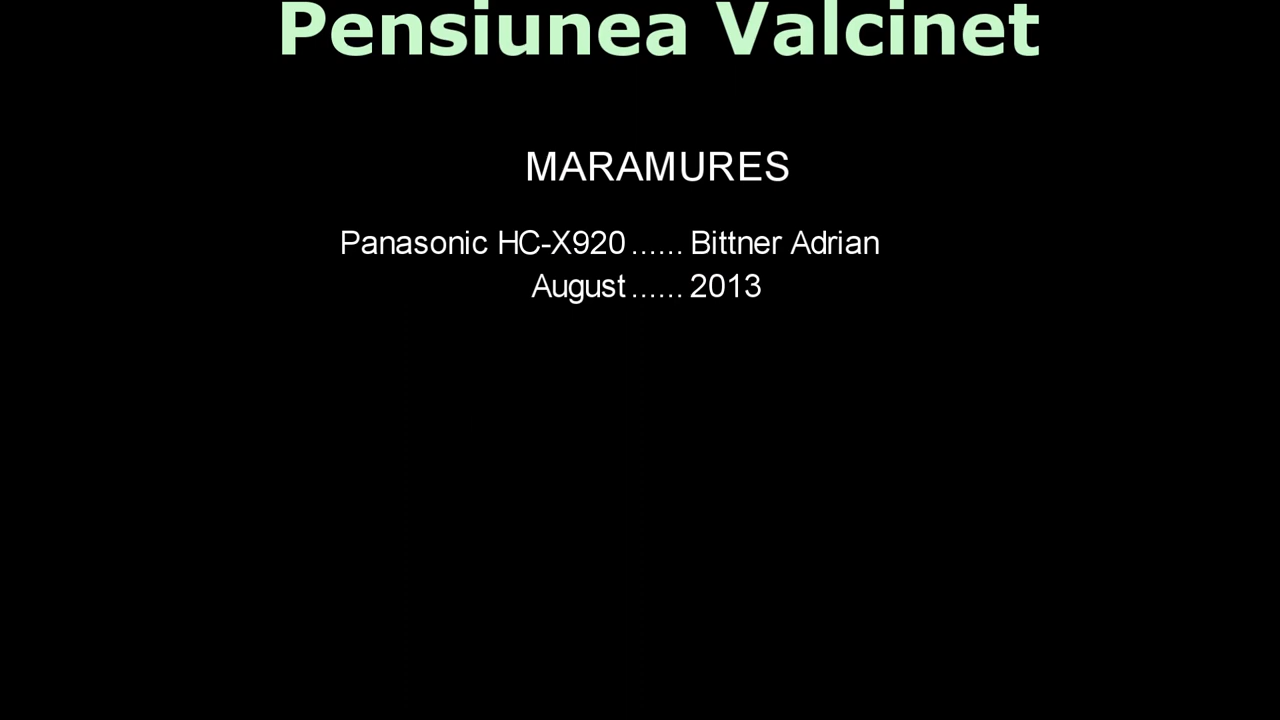 Pensiunea Valcinet
MARAMURES
Panasonic HC-X920 ...... Bittner Adrian
August ...... 2013